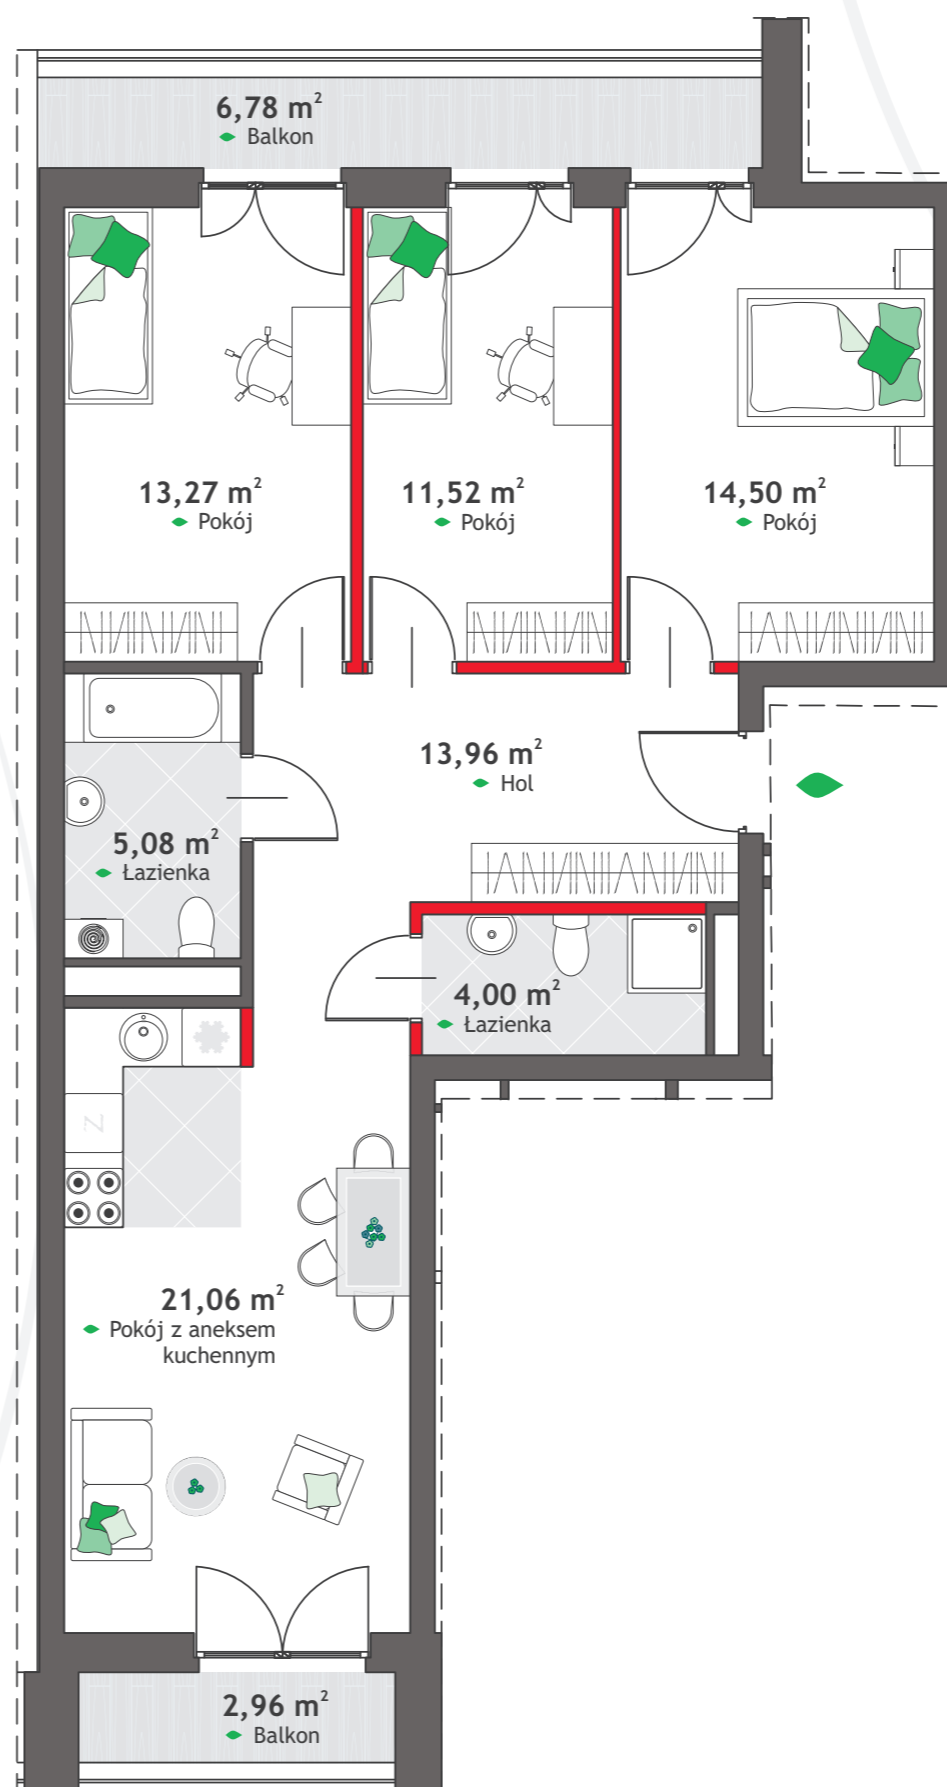 6,78 m²
Balkon
13,27 m²
Pokój
11,52 m²
Pokój
14,50 m²
Pokój
13,96 m²
Hol
5,08 m²
Łazienka
4,00 m²
Łazienka
Z
21,06 m²
Pokój z aneksem
kuchennym
2,96 m²
Balkon